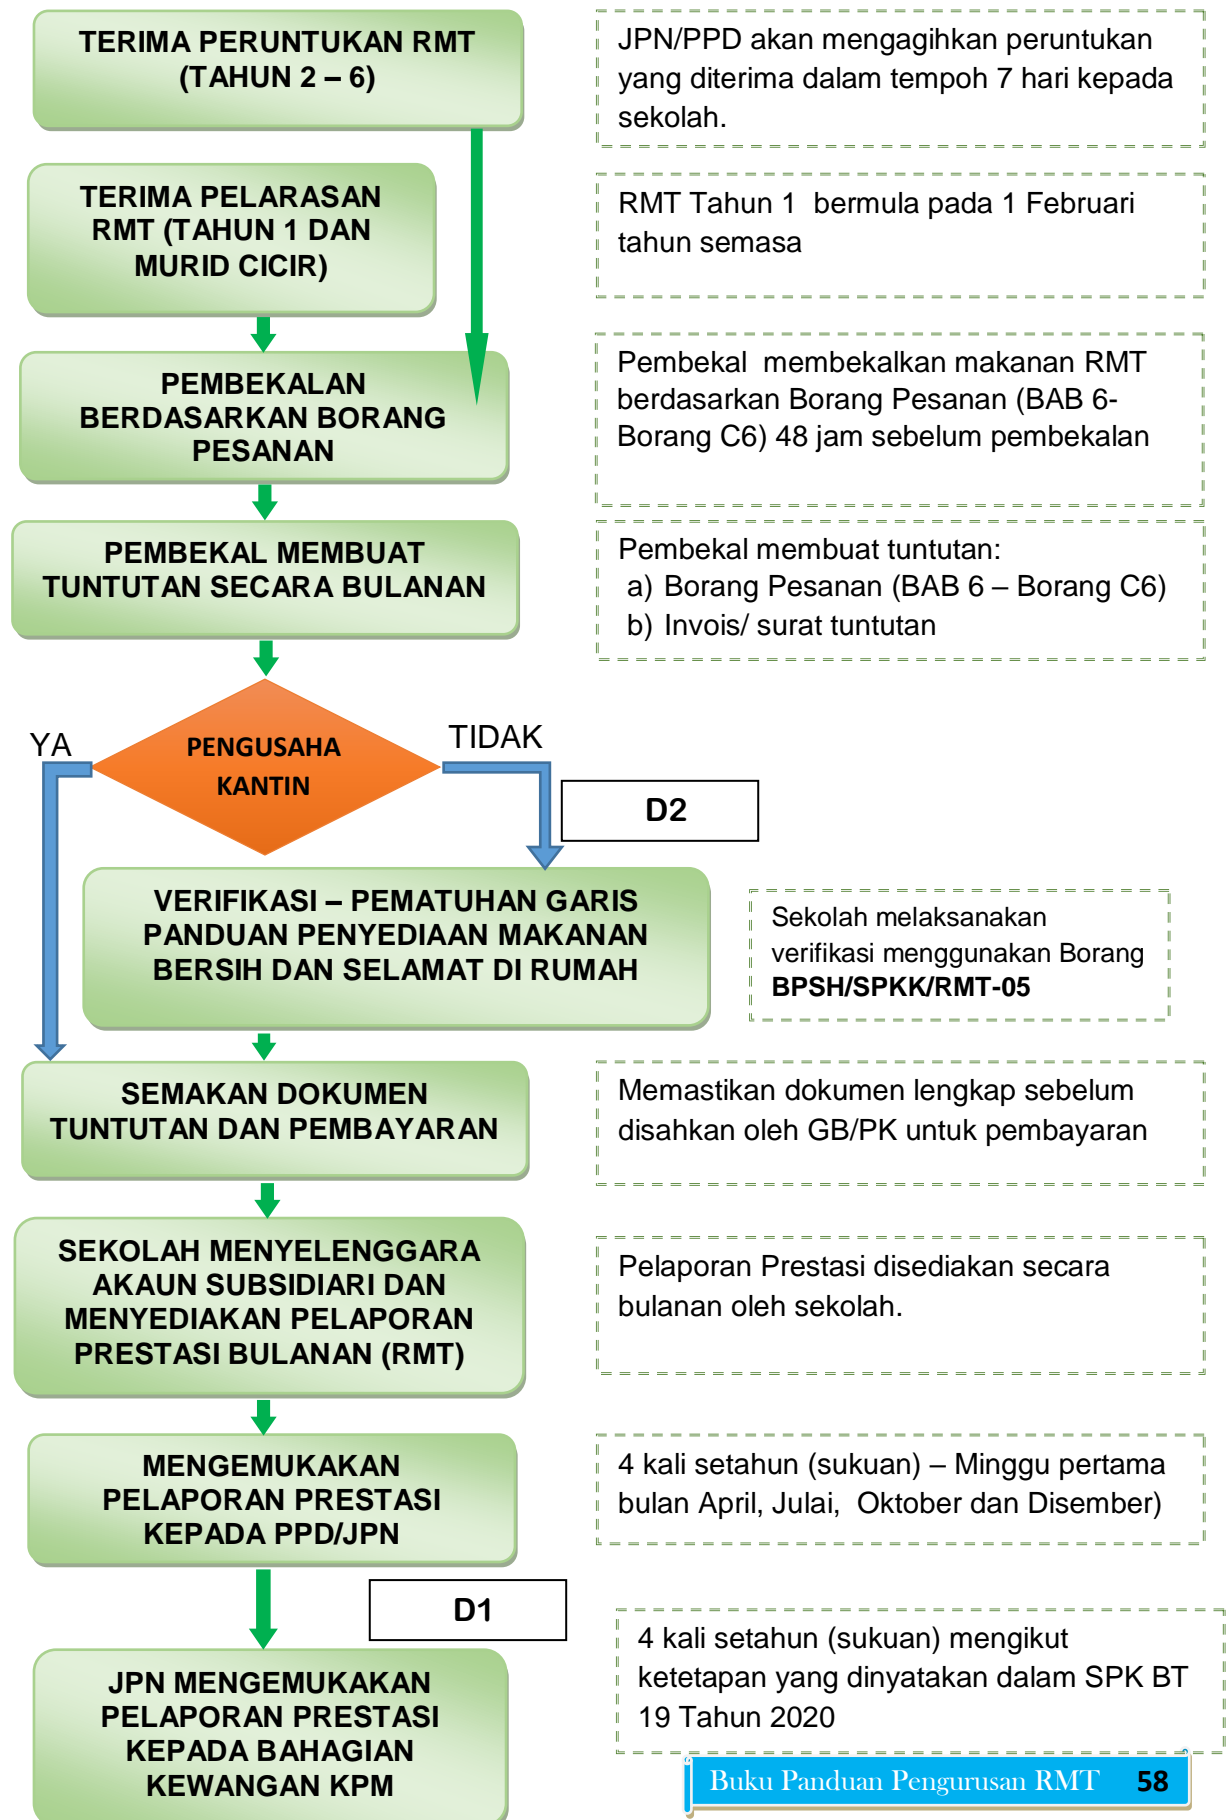 TERIMA PERUNTUKAN RMT
(TAHUN 2 – 6)
JPN/PPD akan mengagihkan peruntukan
yang diterima dalam tempoh 7 hari kepada
sekolah.
TERIMA PELARASAN
RMT (TAHUN 1 DAN
MURID CICIR)
RMT Tahun 1 bermula pada 1 Februari
tahun semasa
PEMBEKALAN
BERDASARKAN BORANG
PESANAN
Pembekal membekalkan makanan RMT
berdasarkan Borang Pesanan (BAB 6-
Borang C6) 48 jam sebelum pembekalan
PEMBEKAL MEMBUAT
TUNTUTAN SECARA BULANAN
Pembekal membuat tuntutan:
a) Borang Pesanan (BAB 6 – Borang C6)
b) Invois/ surat tuntutan
YA
PENGUSAHA
KANTIN
TIDAK
D2
VERIFIKASI – PEMATUHAN GARIS
PANDUAN PENYEDIAAN MAKANAN
BERSIH DAN SELAMAT DI RUMAH
Sekolah melaksanakan
verifikasi menggunakan Borang
BPSH/SPKK/RMT-05
SEMAKAN DOKUMEN
TUNTUTAN DAN PEMBAYARAN
Memastikan dokumen lengkap sebelum
disahkan oleh GB/PK untuk pembayaran
SEKOLAH MENYELENGGARA
AKAUN SUBSIDIARI DAN
MENYEDIAKAN PELAPORAN
PRESTASI BULANAN (RMT)
Pelaporan Prestasi disediakan secara
bulanan oleh sekolah.
MENGEMUKAKAN
PELAPORAN PRESTASI
KEPADA PPD/JPN
4 kali setahun (sukuan) – Minggu pertama
bulan April, Julai, Oktober dan Disember)
D1
JPN MENGEMUKAKAN
PELAPORAN PRESTASI
KEPADA BAHAGIAN
KEWANGAN KPM
4 kali setahun (sukuan) mengikut
ketetapan yang dinyatakan dalam SPK BT
19 Tahun 2020
Buku Panduan Pengurusan RMT 58